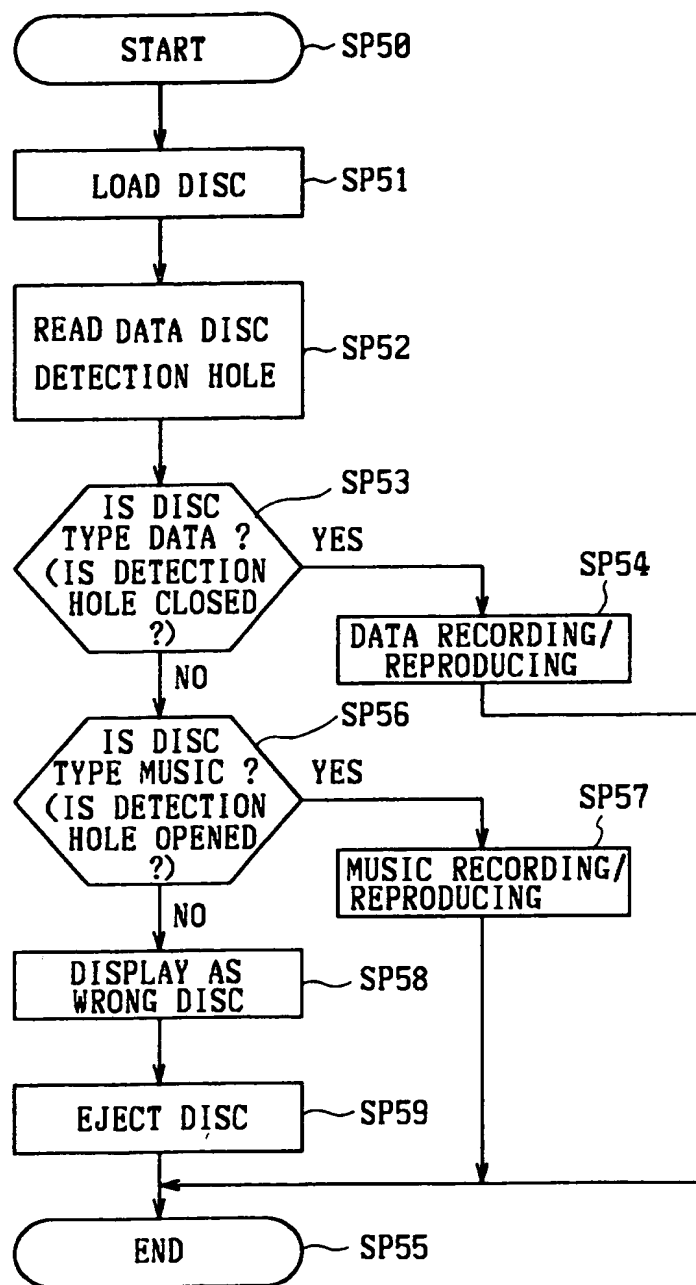 START
SP50
LOAD DISC
SP51
READ DATA DISC
DETECTION HOLE
SP52
IS DISC
TYPE DATA ?
(IS DETECTION
HOLE CLOSED
?)
SP53
YES
NO
SP54
DATA RECORDING/
REPRODUCING
IS DISC
TYPE MUSIC ?
(IS DETECTION
HOLE OPENED
?)
SP56
YES
NO
SP57
MUSIC RECORDING/
REPRODUCING
DISPLAY AS
WRONG DISC
SP58
EJECT DISC
SP59
END
SP55